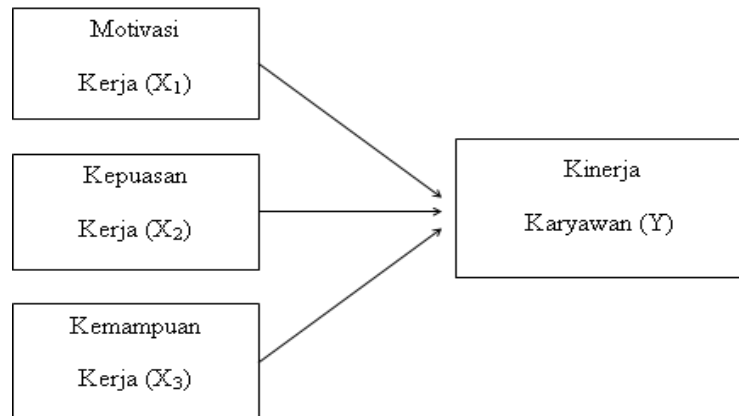 Motivasi
Kerja (X₁)
Kepuasan
Kerja (X₂)
Kemampuan
Kerja (X₃)
Kinerja
Karyawan (Y)